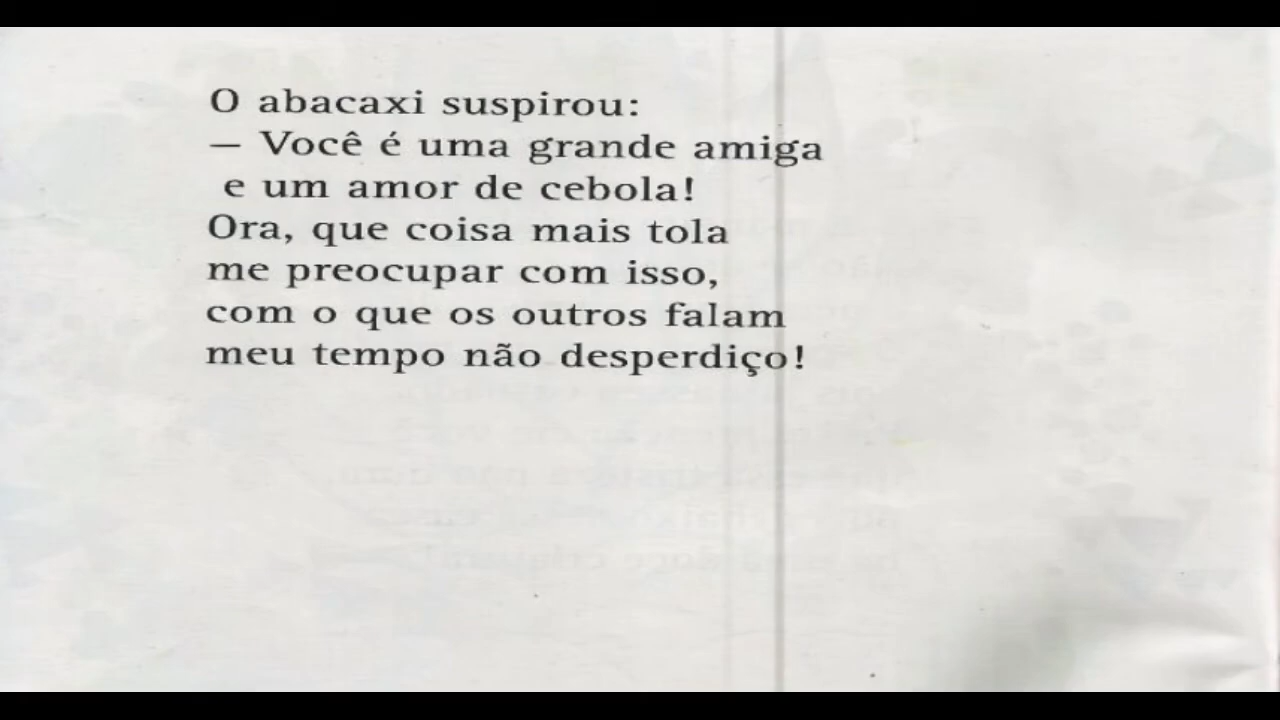 O abacaxi suspirou:
— Você é uma grande amiga
e um amor de cebola!
Ora, que coisa mais tola
me preocupar com isso,
com o que os outros falam
meu tempo não desperdiço!